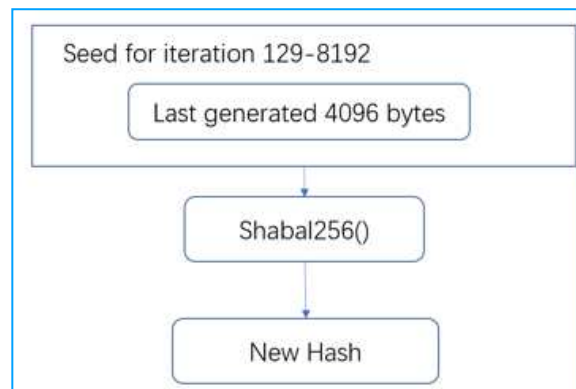 Seed for iteration 129-8192
Last generated 4096 bytes
Shabal256()
New Hash